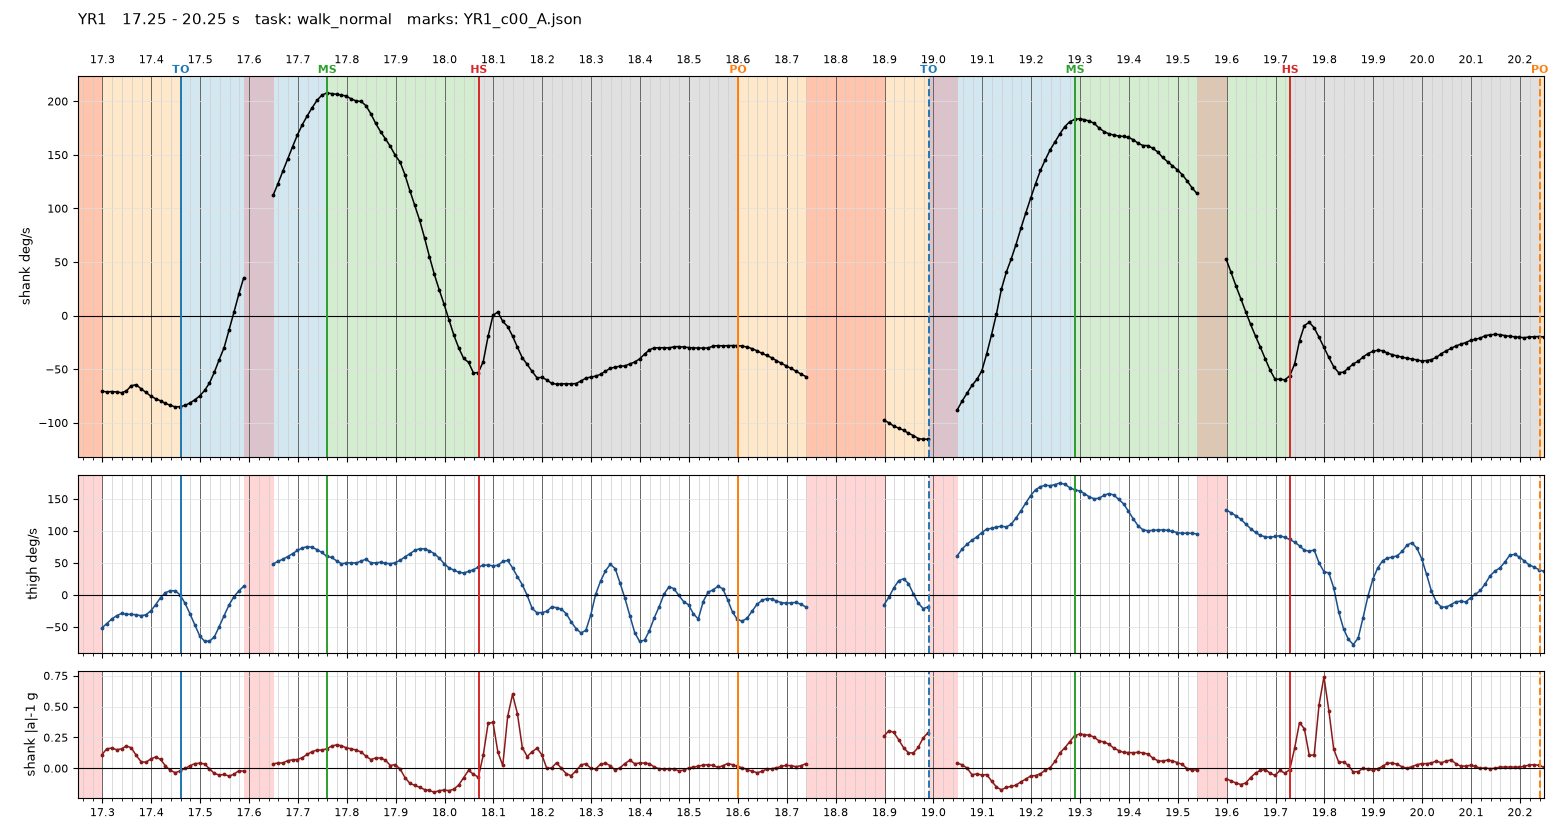 YR1   17.25 - 20.25 s   task: walk_normal   marks: YR1_c00_A.json
17.3 17.4 17.5 17.6 17.7 17.8 17.9 18.0 18.1 18.2 18.3 18.4 18.5 18.6 18.7 18.8 18.9 19.0 19.1 19.2 19.3 19.4 19.5 19.6 19.7 19.8 19.9 20.0 20.1 20.2
TO MS HS PO TO MS HS PO
shank deg/s
200
150
100
50
0
−50
−100
thigh deg/s
150
100
50
0
−50
shank |a|-1 g
0.75
0.50
0.25
0.00
17.3 17.4 17.5 17.6 17.7 17.8 17.9 18.0 18.1 18.2 18.3 18.4 18.5 18.6 18.7 18.8 18.9 19.0 19.1 19.2 19.3 19.4 19.5 19.6 19.7 19.8 19.9 20.0 20.1 20.2